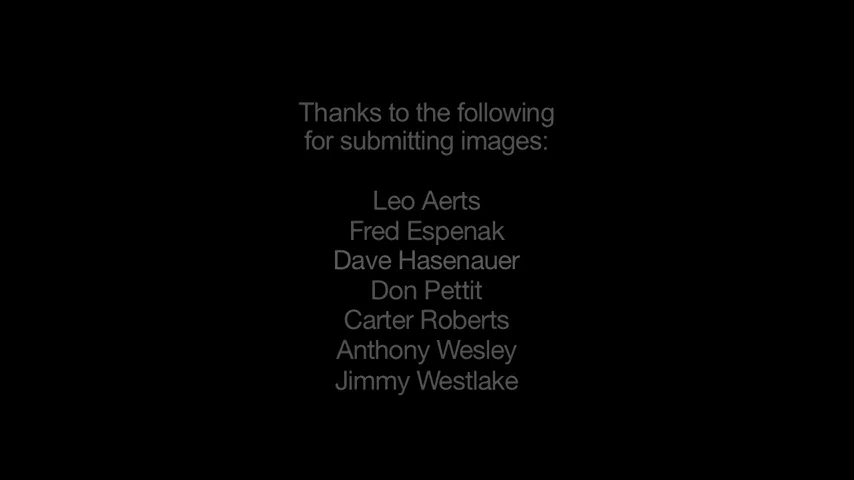 Thanks to the following
for submitting images:
Leo Aerts
Fred Espenak
Dave Hasenauer
Don Pettit
Carter Roberts
Anthony Wesley
Jimmy Westlake